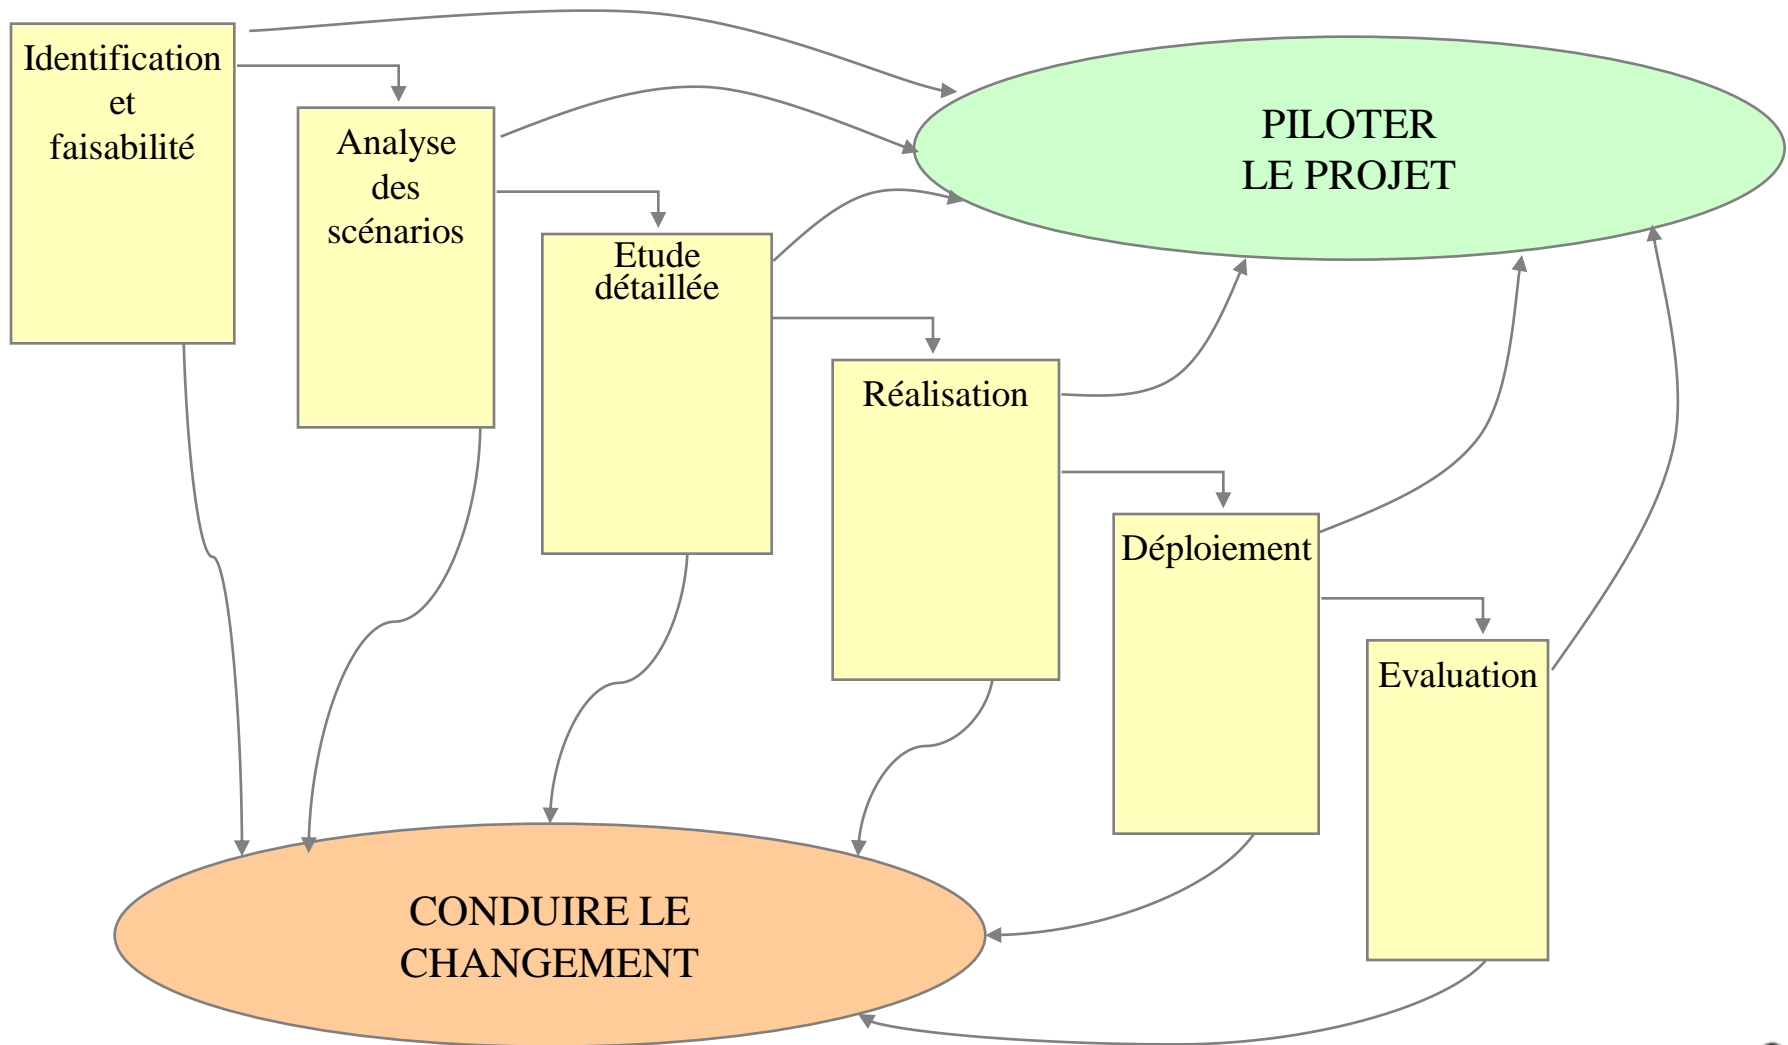 Identification
et
faisabilité
Analyse
des
scénarios
Etude
détaillée
Réalisation
Déploiement
Evaluation
PILOTER
LE PROJET
CONDUIRE LE
CHANGEMENT